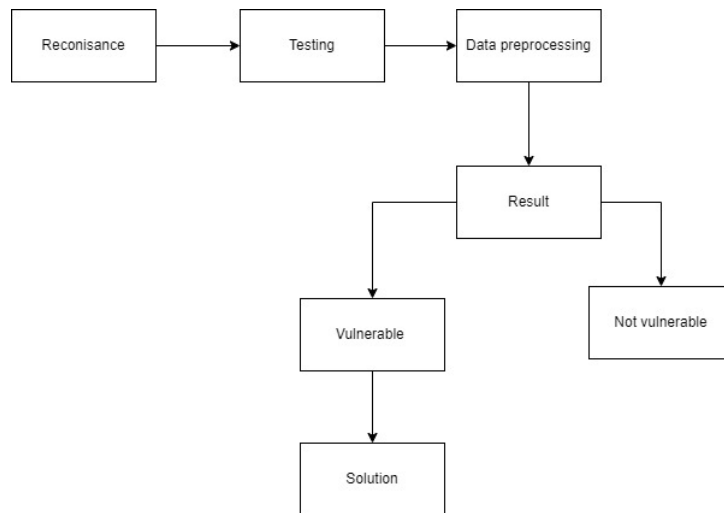 Reconisance
Testing
Data preprocessing
Result
Not vulnerable
Vulnerable
Solution